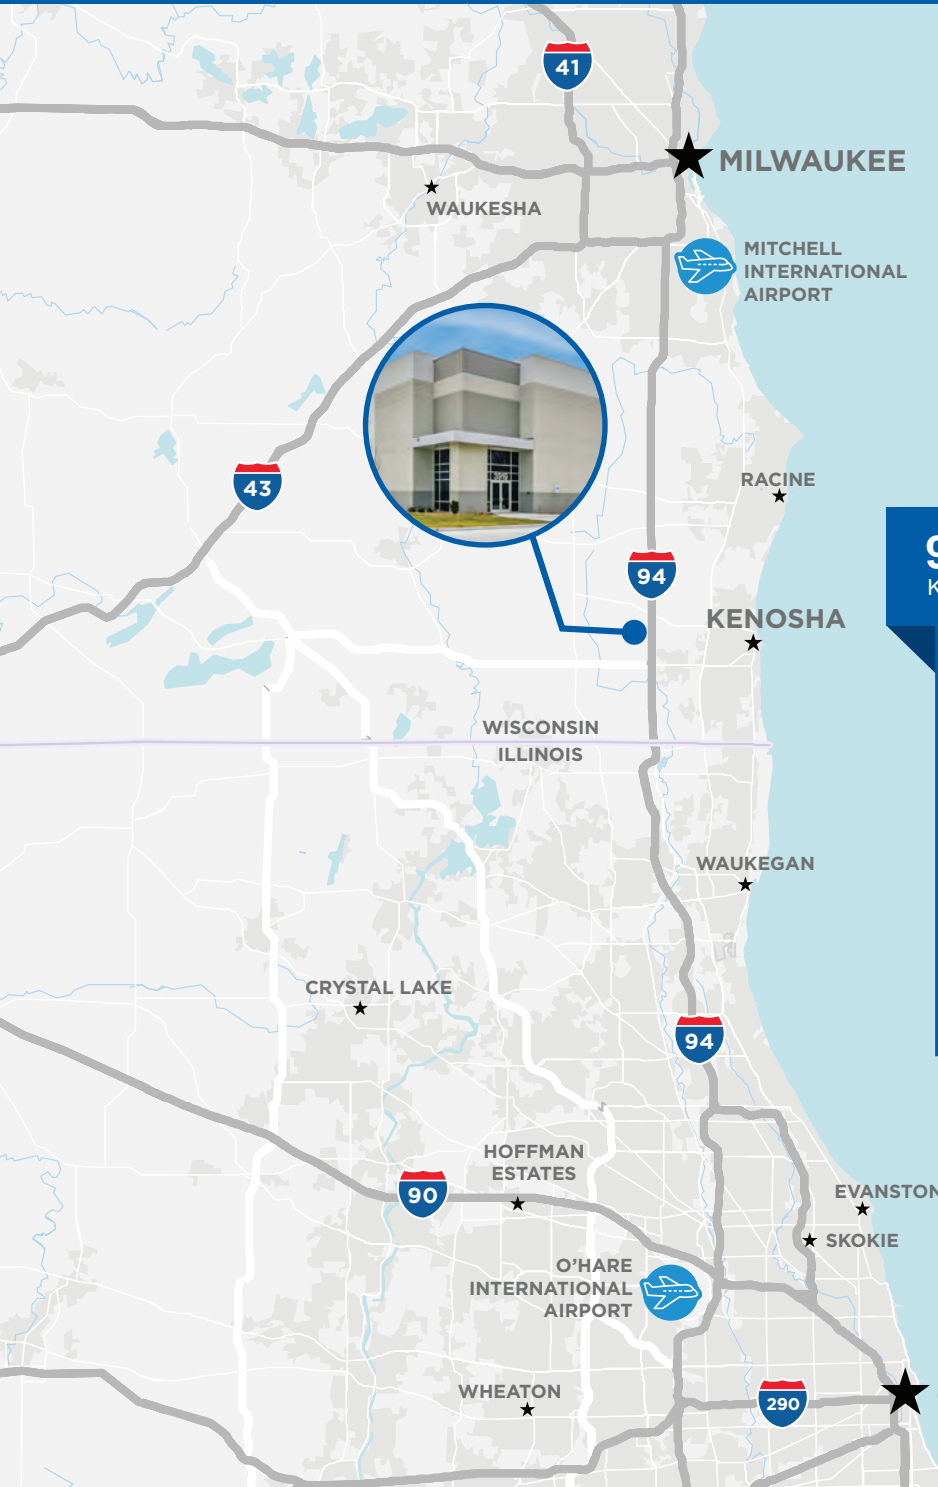 41
MILWAUKEE
WAUKESHA
MITCHELL
INTERNATIONAL
AIRPORT
RACINE
43
94
9
K
KENOSHA
WISCONSIN
ILLINOIS
WAUKEGAN
CRYSTAL LAKE
94
HOFFMAN
ESTATES
90
EVANSTON
SKOKIE
O'HARE
INTERNATIONAL
AIRPORT
WHEATON
290